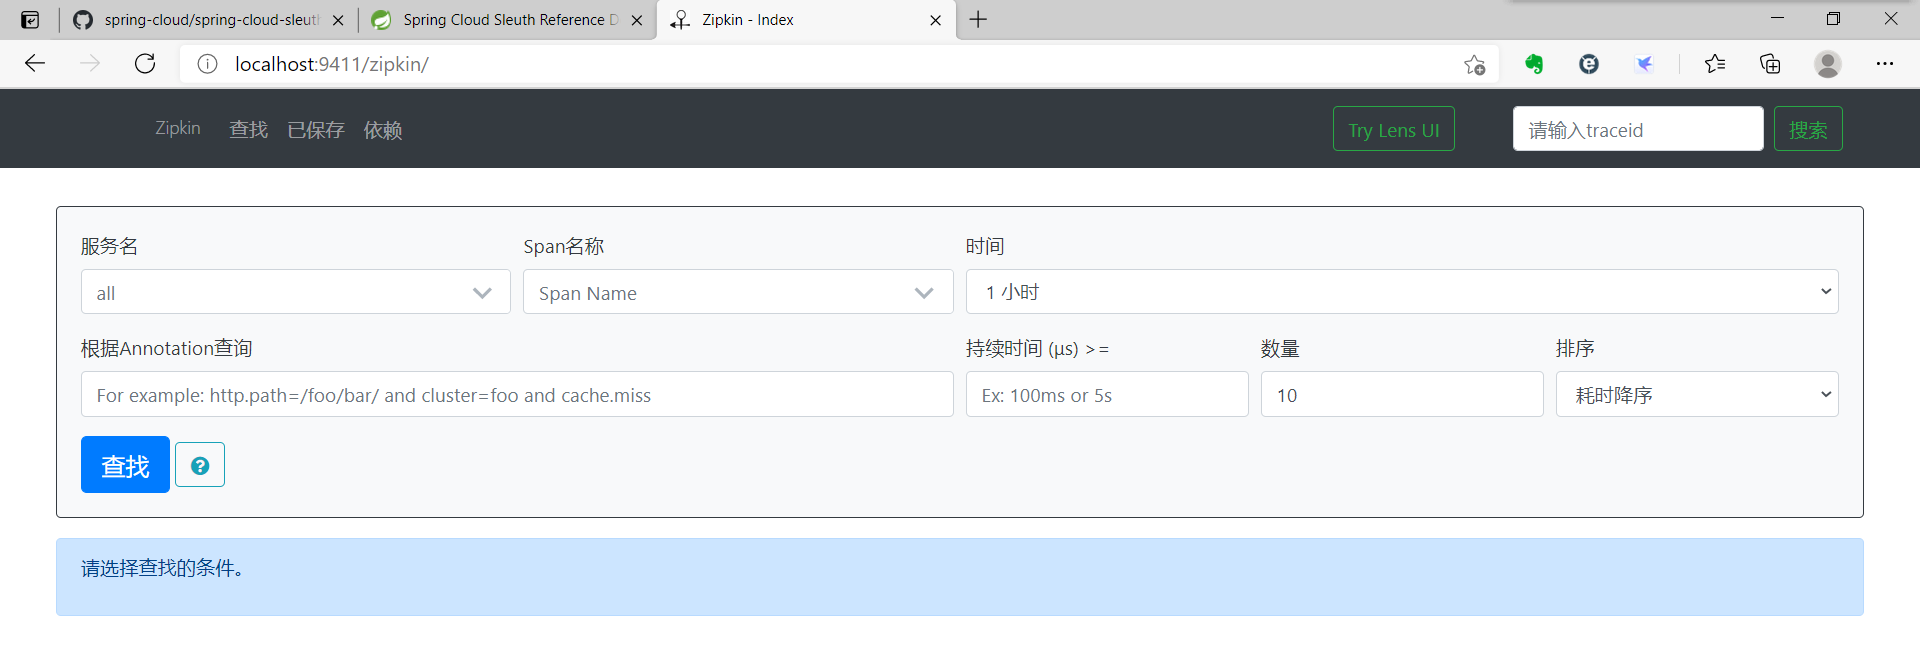 spring-cloud/spring-cloud-sleut
Spring Cloud Sleuth Reference D
Zipkin - Index
localhost:9411/zipkin/
Zipkin 查找 已保存 依赖 Try Lens UI 请输入traceid 搜索
服务名 Span名称 时间
all Span Name 1 小时
根据Annotation查询 持续时间 (μs) >= 数量 排序
For example: http.path=/foo/bar/ and cluster=foo and cache.miss Ex: 100ms or 5s 10 耗时降序
查找
请选择查找的条件。